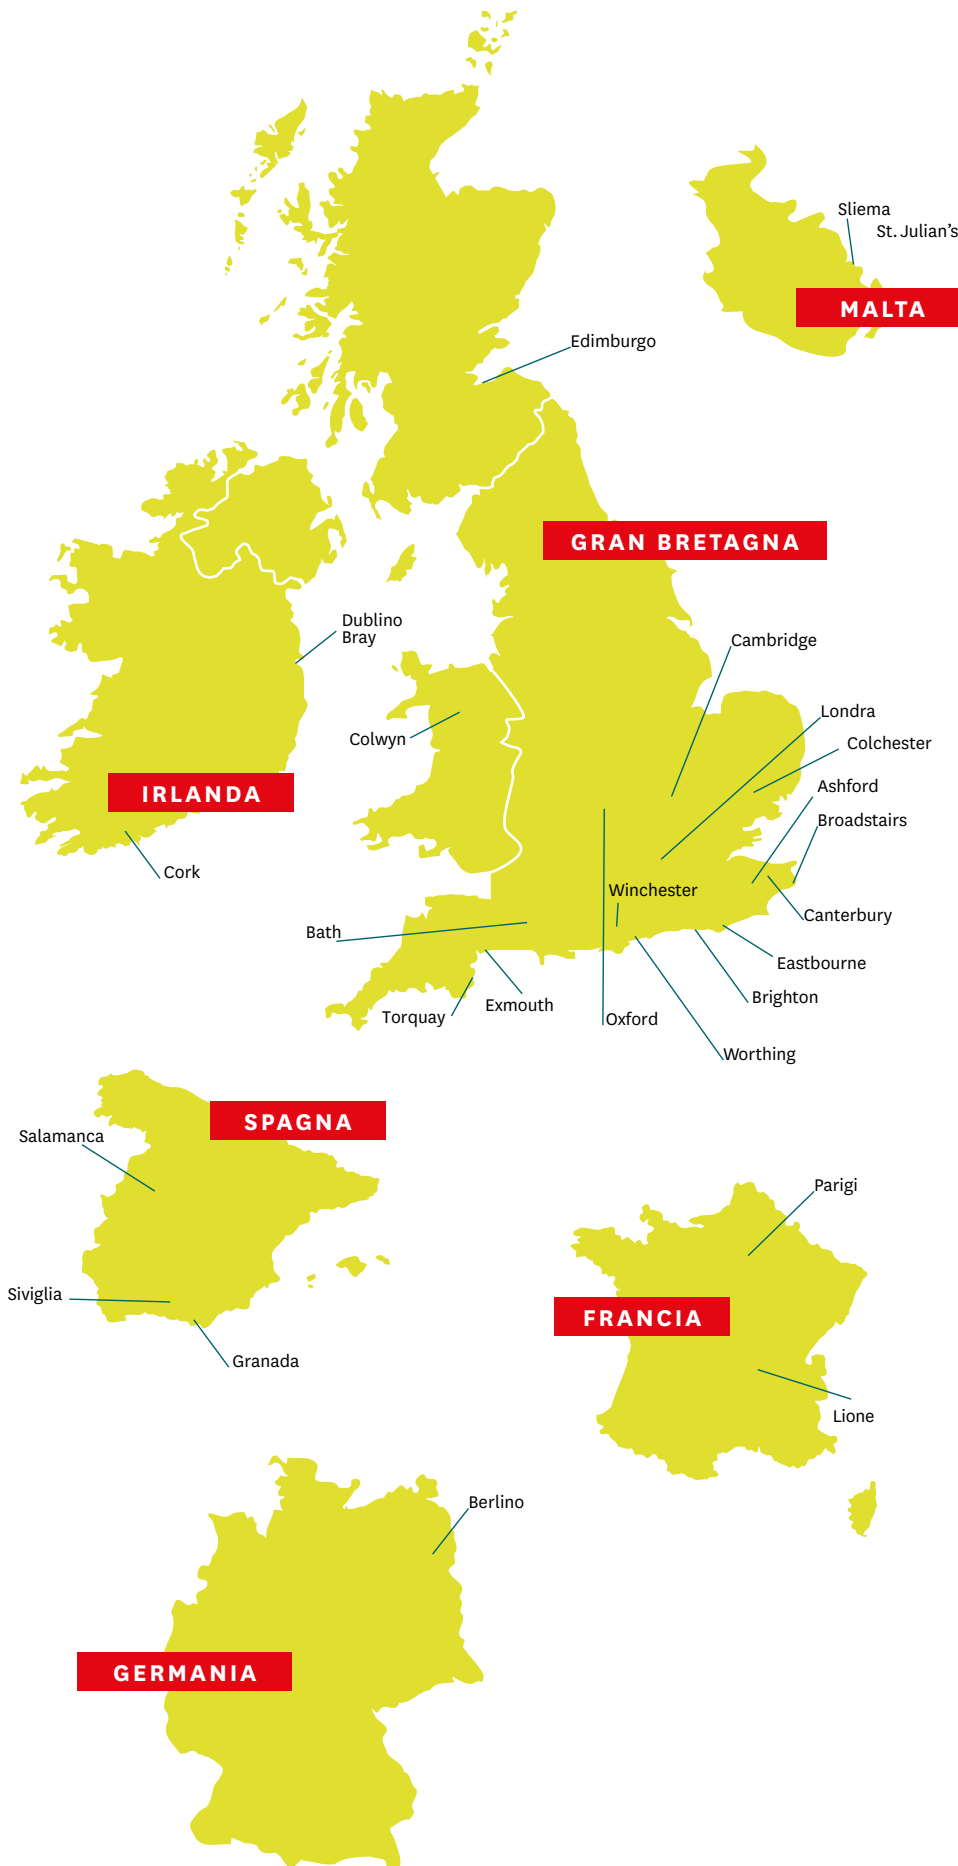 Sliema
St. Julian's
MALTA
Edimburgo
GRAN BRETAGNA
Dublino
Bray
Cambridge
Londra
Colwyn
Colchester
Ashford
IRLANDA
Broadstairs
Cork
Winchester
Canterbury
Bath
Eastbourne
Exmouth
Brighton
Torquay
Oxford
Worthing
SPAGNA
Salamanca
Parigi
Siviglia
FRANCIA
Granada
Lione
Berlino
GERMANIA